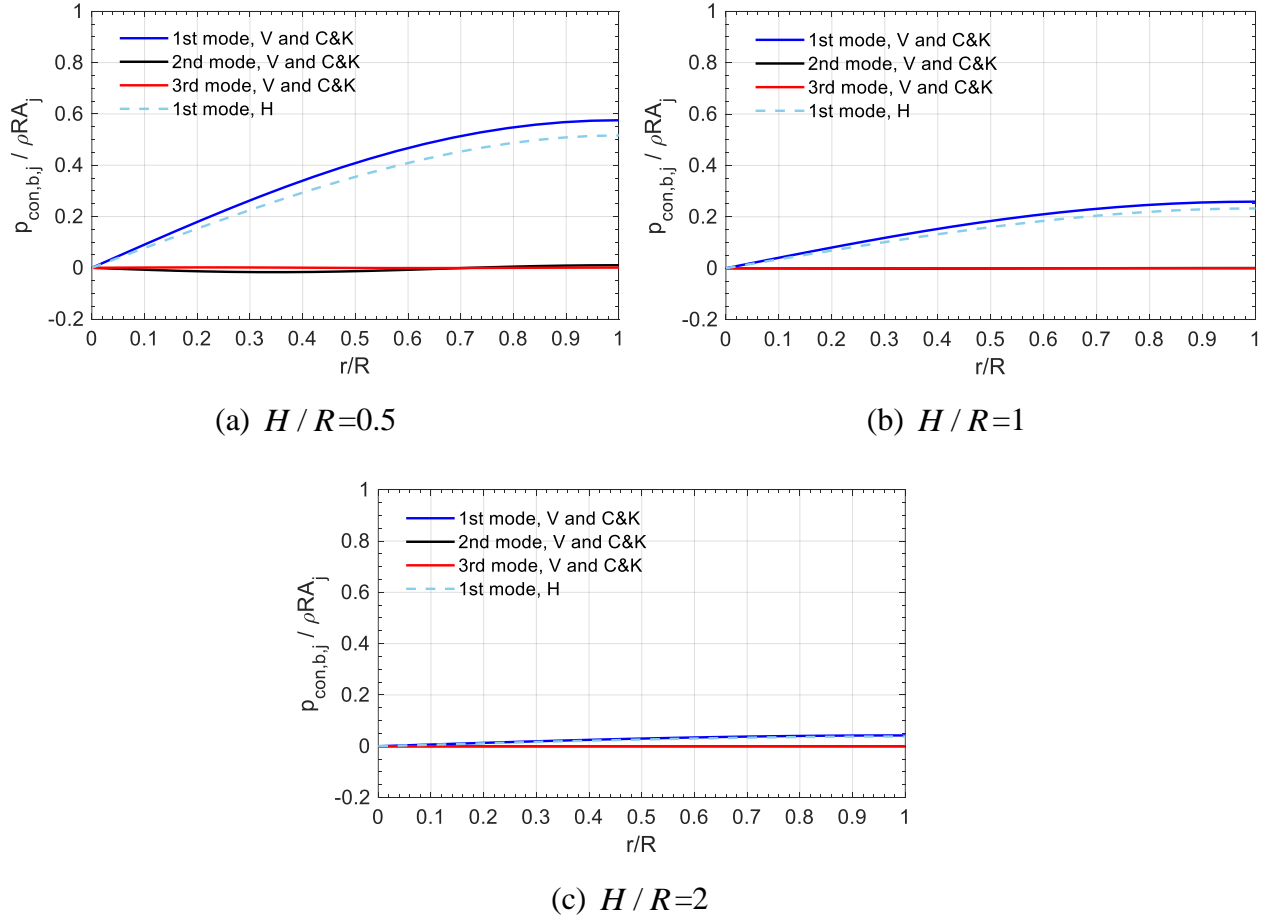 1
0.8
0.6
0.4
0.2
0
-0.2
p_con,b,j / ρRA_j
1st mode, V and C&K
2nd mode, V and C&K
3rd mode, V and C&K
1st mode, H
0 0.1 0.2 0.3 0.4 0.5 0.6 0.7 0.8 0.9 1
r/R
(a) H / R=0.5
1
0.8
0.6
0.4
0.2
0
-0.2
p_con,b,j / ρRA_j
1st mode, V and C&K
2nd mode, V and C&K
3rd mode, V and C&K
1st mode, H
0 0.1 0.2 0.3 0.4 0.5 0.6 0.7 0.8 0.9 1
r/R
(b) H / R=1
1
0.8
0.6
0.4
0.2
0
-0.2
p_con,b,j / ρRA_j
1st mode, V and C&K
2nd mode, V and C&K
3rd mode, V and C&K
1st mode, H
0 0.1 0.2 0.3 0.4 0.5 0.6 0.7 0.8 0.9 1
r/R
(c) H / R=2